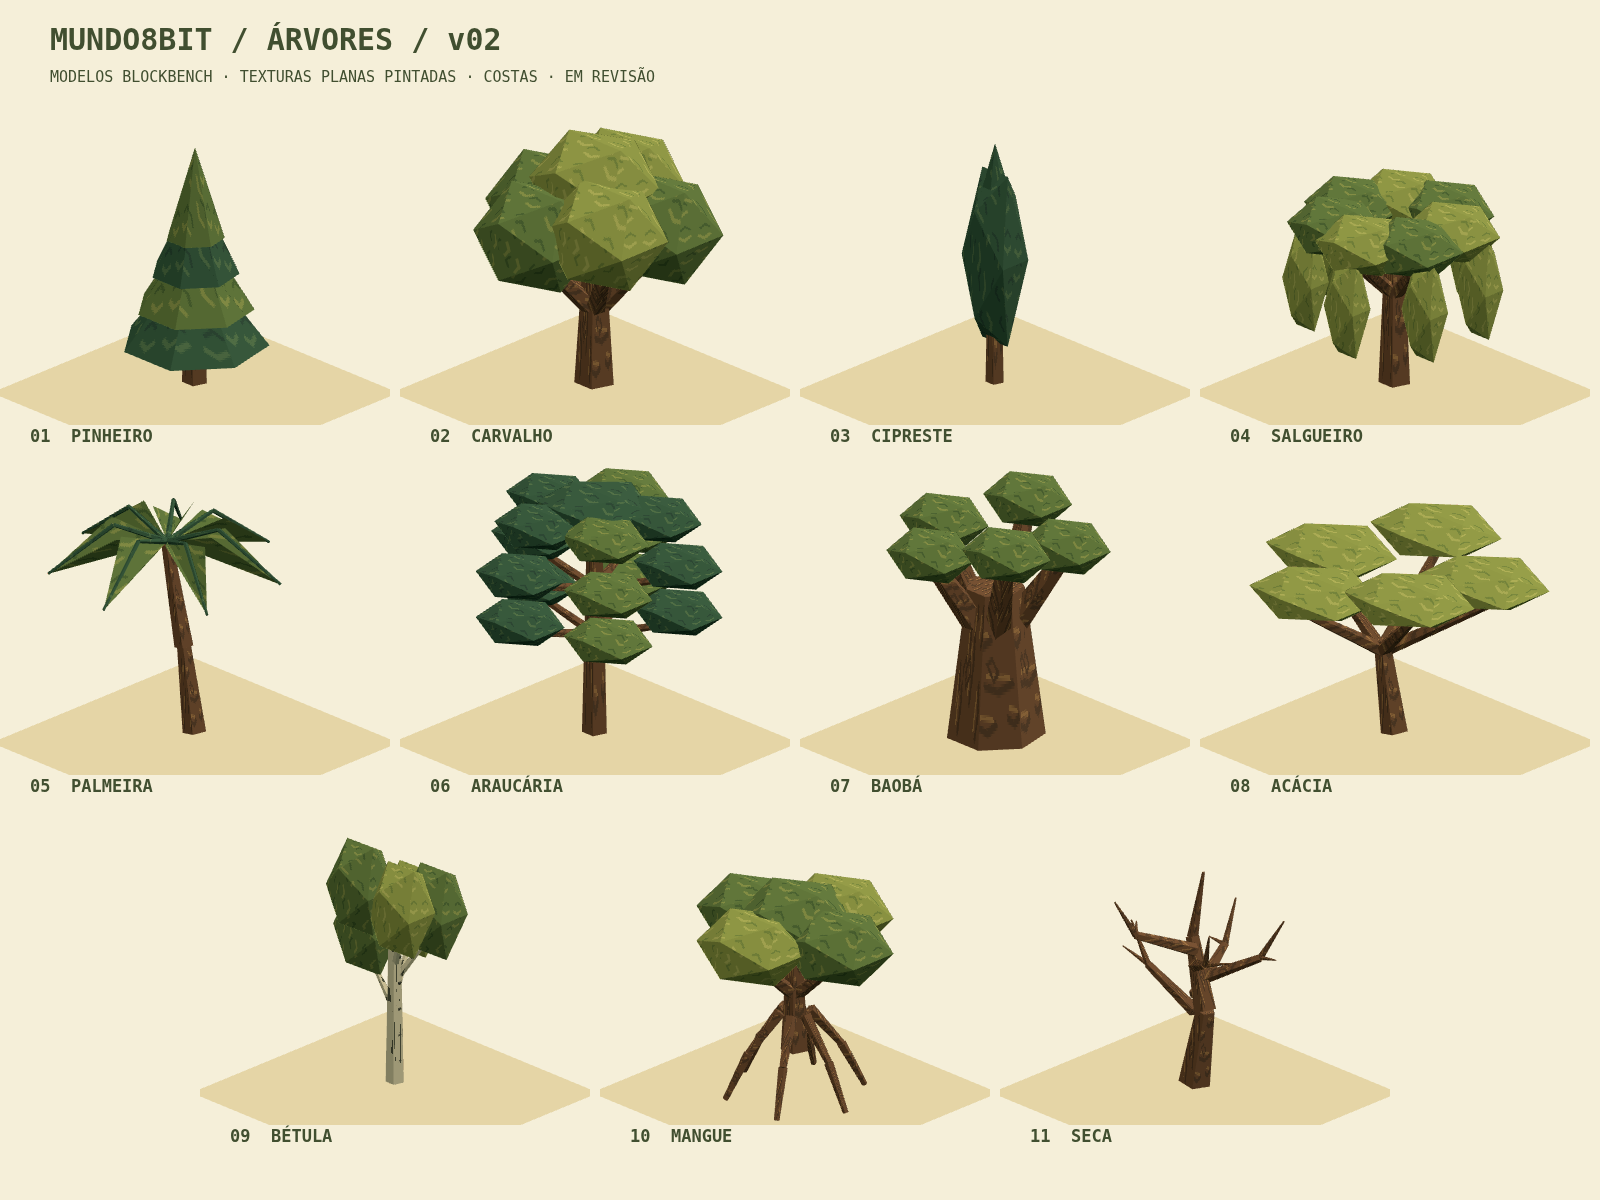 MUNDO8BIT / ÁRVORES / v02
MODELOS BLOCKBENCH · TEXTURAS PLANAS PINTADAS · COSTAS · EM REVISÃO
01 PINHEIRO
02 CARVALHO
03 CIPRESTE
04 SALGUEIRO
05 PALMEIRA
06 ARAUCÁRIA
07 BAOBÁ
08 ACÁCIA
09 BÉTULA
10 MANGUE
11 SECA